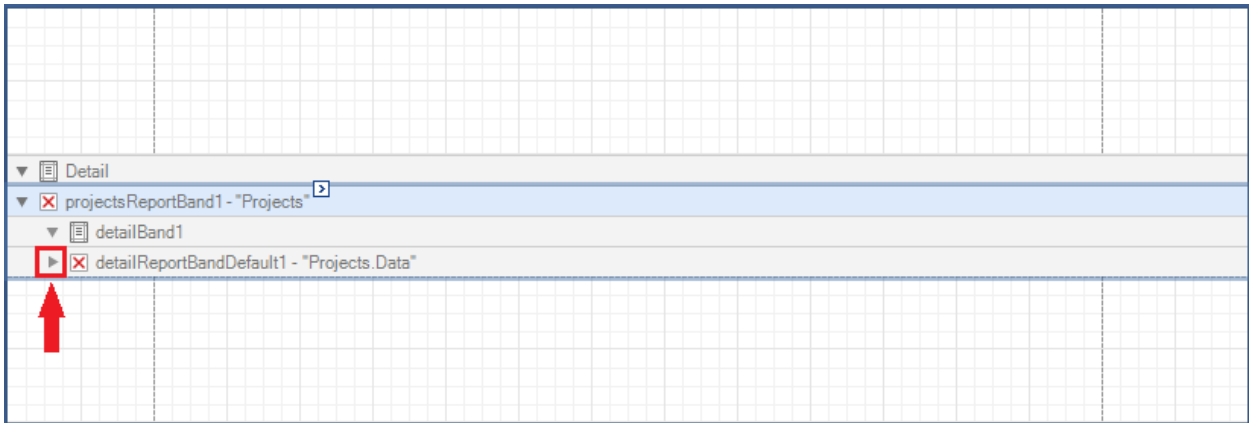 Detail
projectsReportBand1 - "Projects"
detailBand1
detailReportBandDefault1 - "Projects.Data"